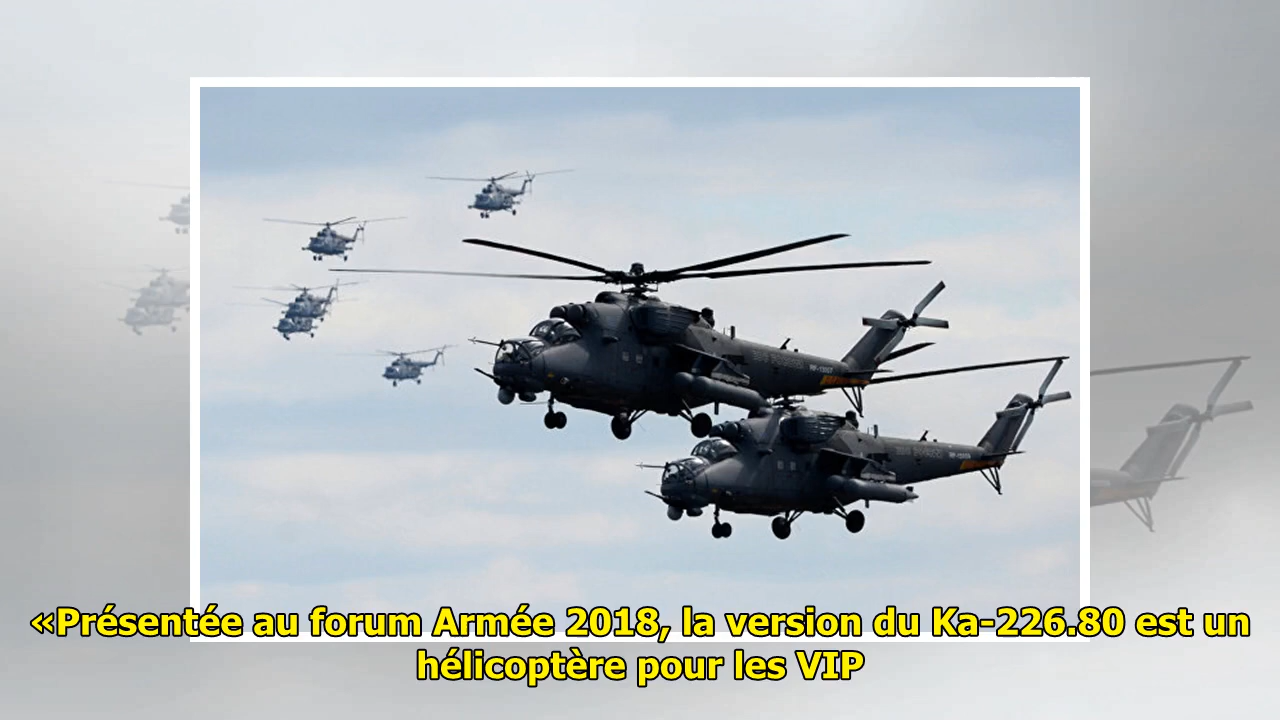 «Présentée au forum Armée 2018, la version du Ka-226.80 est un
hélicoptère pour les VIP